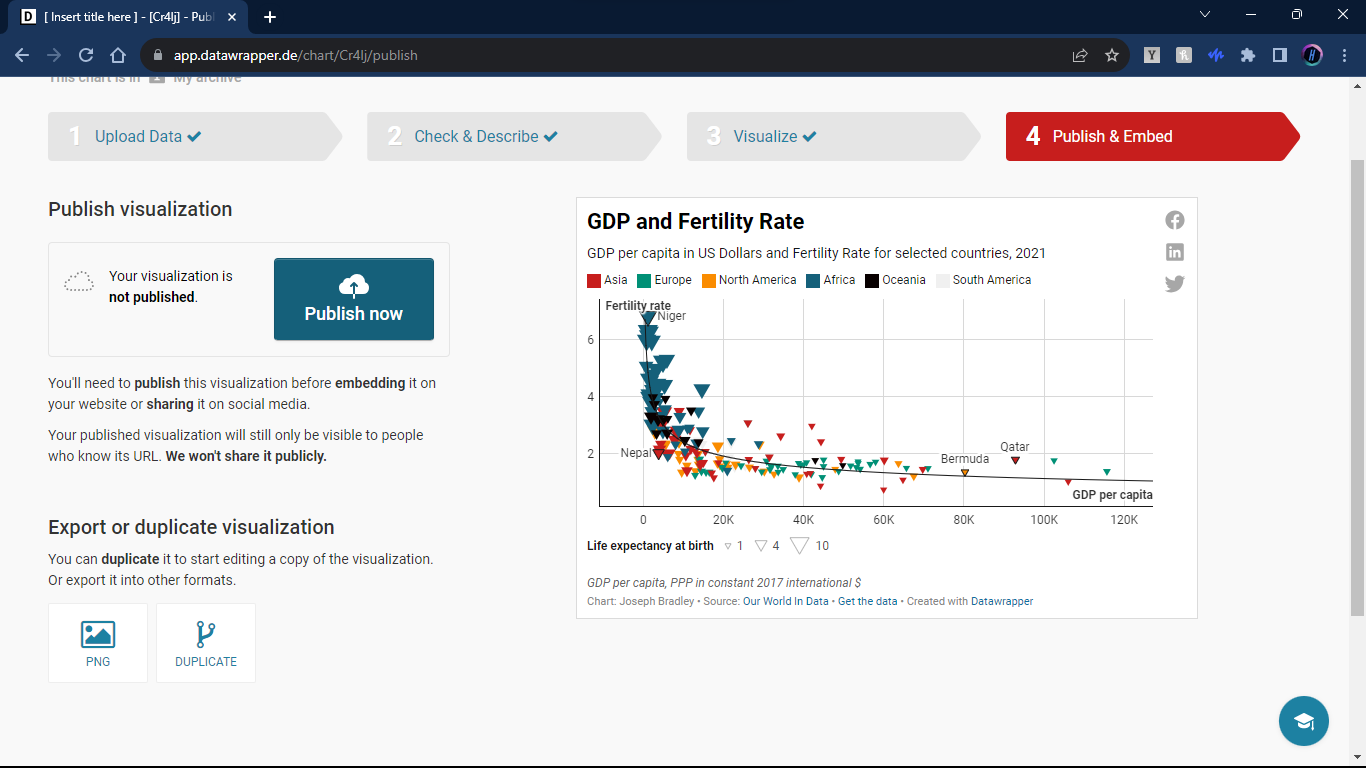 [ Insert title here ] - [Cr4lj] - Publ
app.datawrapper.de/chart/Cr4lj/publish
This chart is in My archive
1 Upload Data
2 Check & Describe
3 Visualize
4 Publish & Embed
Publish visualization
Your visualization is
not published.
Publish now
You'll need to publish this visualization before embedding it on
your website or sharing it on social media.
Your published visualization will still only be visible to people
who know its URL. We won't share it publicly.
Export or duplicate visualization
You can duplicate it to start editing a copy of the visualization.
Or export it into other formats.
PNG
DUPLICATE
GDP and Fertility Rate
GDP per capita in US Dollars and Fertility Rate for selected countries, 2021
Asia Europe North America Africa Oceania South America
Fertility rate
Niger
6
4
2
Nepal
Bermuda
Qatar
GDP per capita
0 20K 40K 60K 80K 100K 120K
Life expectancy at birth 1 4 10
GDP per capita, PPP in constant 2017 international $
Chart: Joseph Bradley • Source: Our World In Data • Get the data • Created with Datawrapper